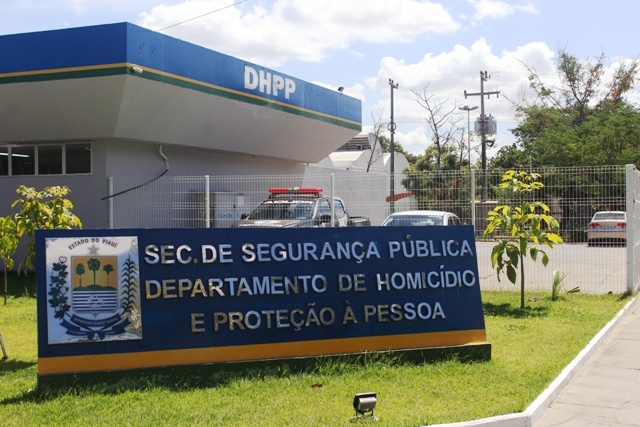 DHPP
ESTADO DO PIAUÍ
SEC. DE SEGURANÇA PÚBLICA
DEPARTAMENTO DE HOMICÍDIO
E PROTEÇÃO À PESSOA